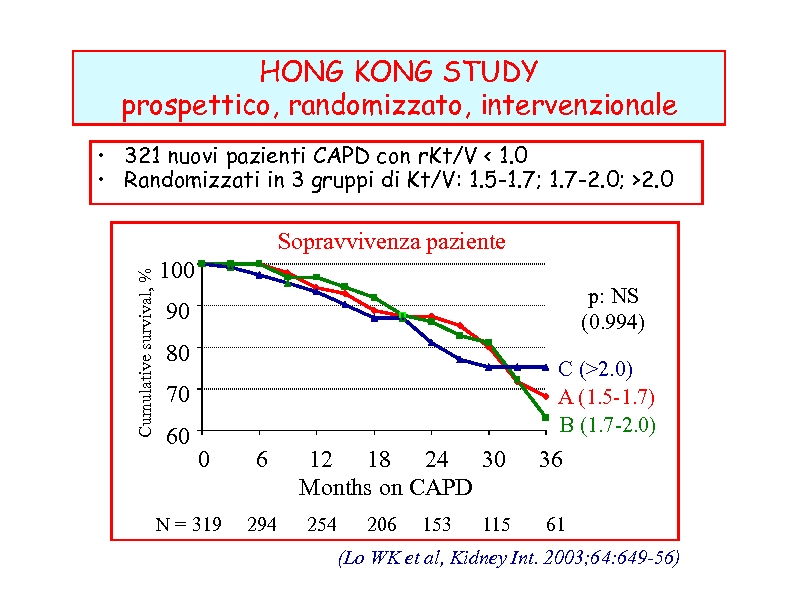 HONG KONG STUDY
prospettico, randomizzato, intervenzionale
• 321 nuovi pazienti CAPD con rKt/V < 1.0
• Randomizzati in 3 gruppi di Kt/V: 1.5-1.7; 1.7-2.0; >2.0
Sopravvivenza paziente
Cumulative survival, %
100
90
80
70
60
p: NS
(0.994)
C (>2.0)
A (1.5-1.7)
B (1.7-2.0)
0 6 12 18 24 30 36
Months on CAPD
N = 319 294 254 206 153 115 61
(Lo WK et al, Kidney Int. 2003;64:649-56)